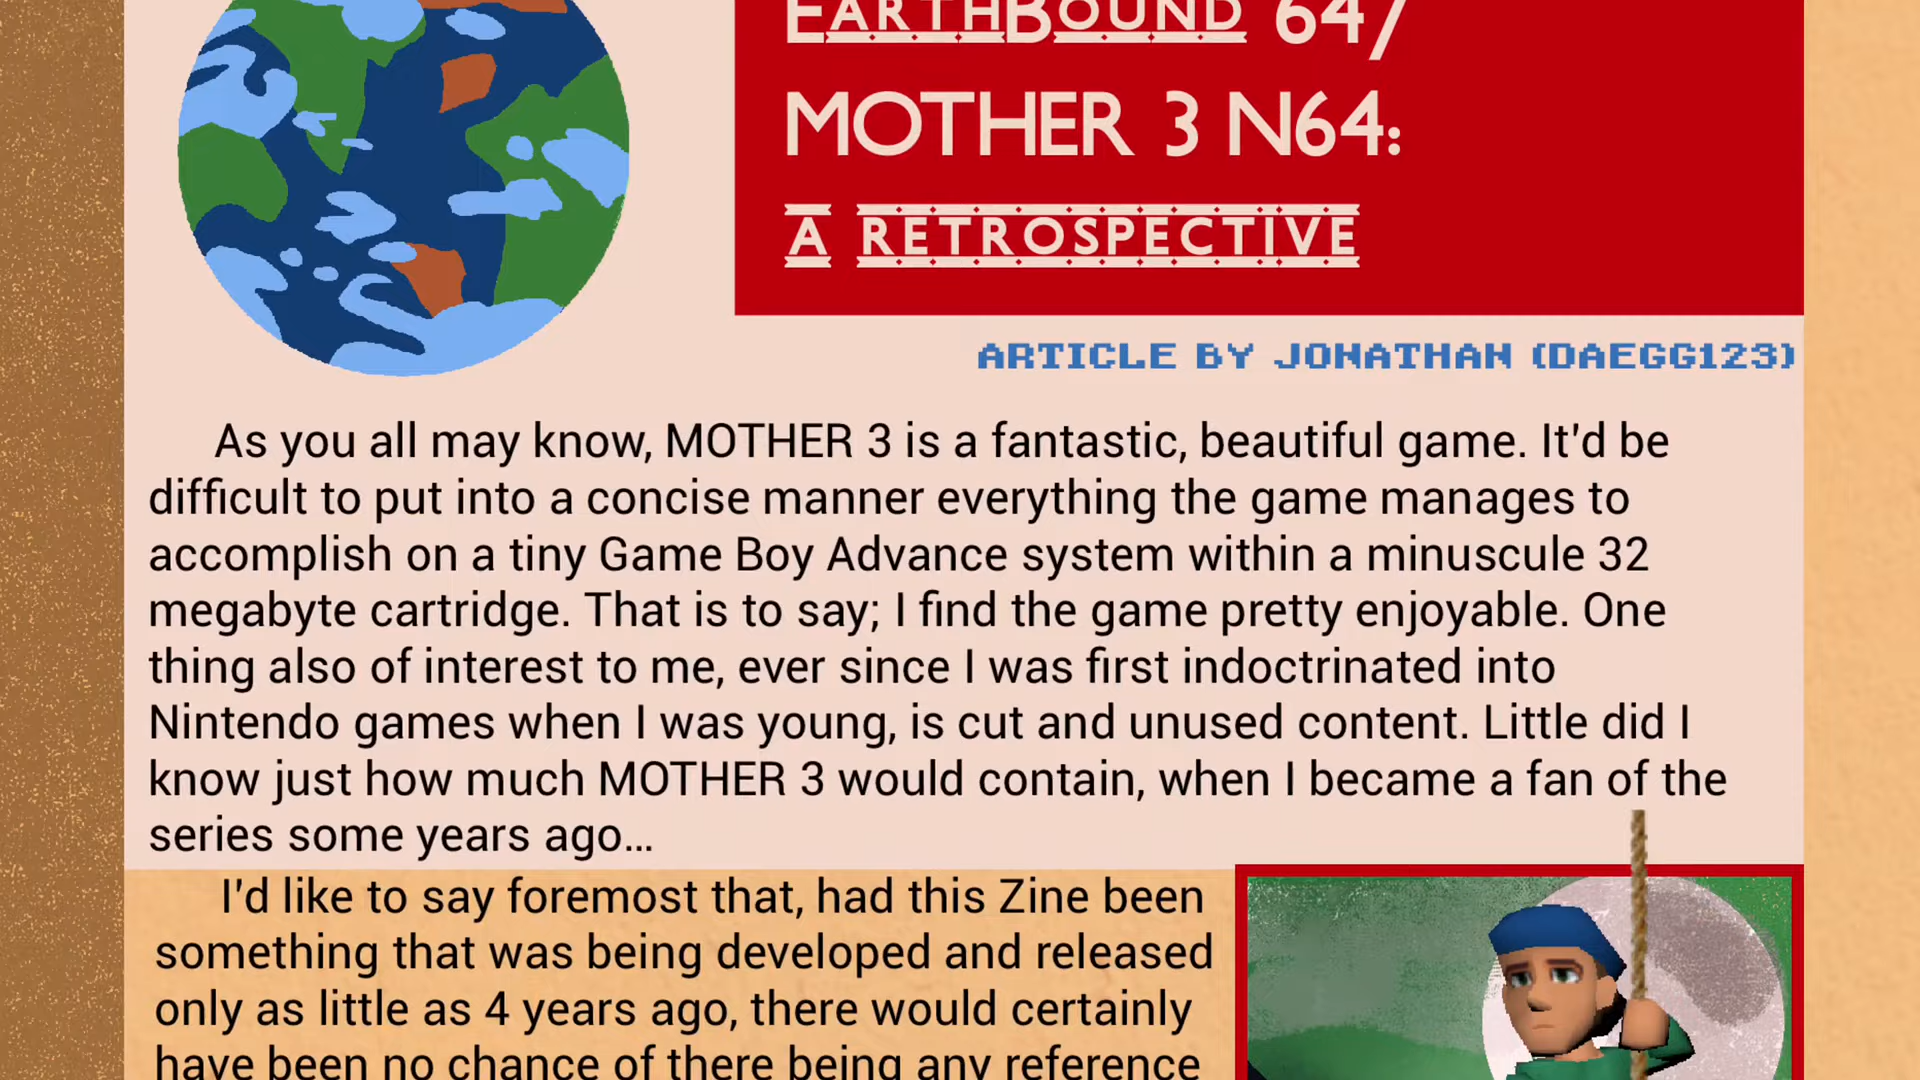 EARTHBOUND 64/
MOTHER 3 N64:
A RETROSPECTIVE
ARTICLE BY JONATHAN (DAEGG123)
As you all may know, MOTHER 3 is a fantastic, beautiful game. It'd be
difficult to put into a concise manner everything the game manages to
accomplish on a tiny Game Boy Advance system within a minuscule 32
megabyte cartridge. That is to say; I find the game pretty enjoyable. One
thing also of interest to me, ever since I was first indoctrinated into
Nintendo games when I was young, is cut and unused content. Little did I
know just how much MOTHER 3 would contain, when I became a fan of the
series some years ago...
I'd like to say foremost that, had this Zine been
something that was being developed and released
only as little as 4 years ago, there would certainly
have been no chance of there being any reference